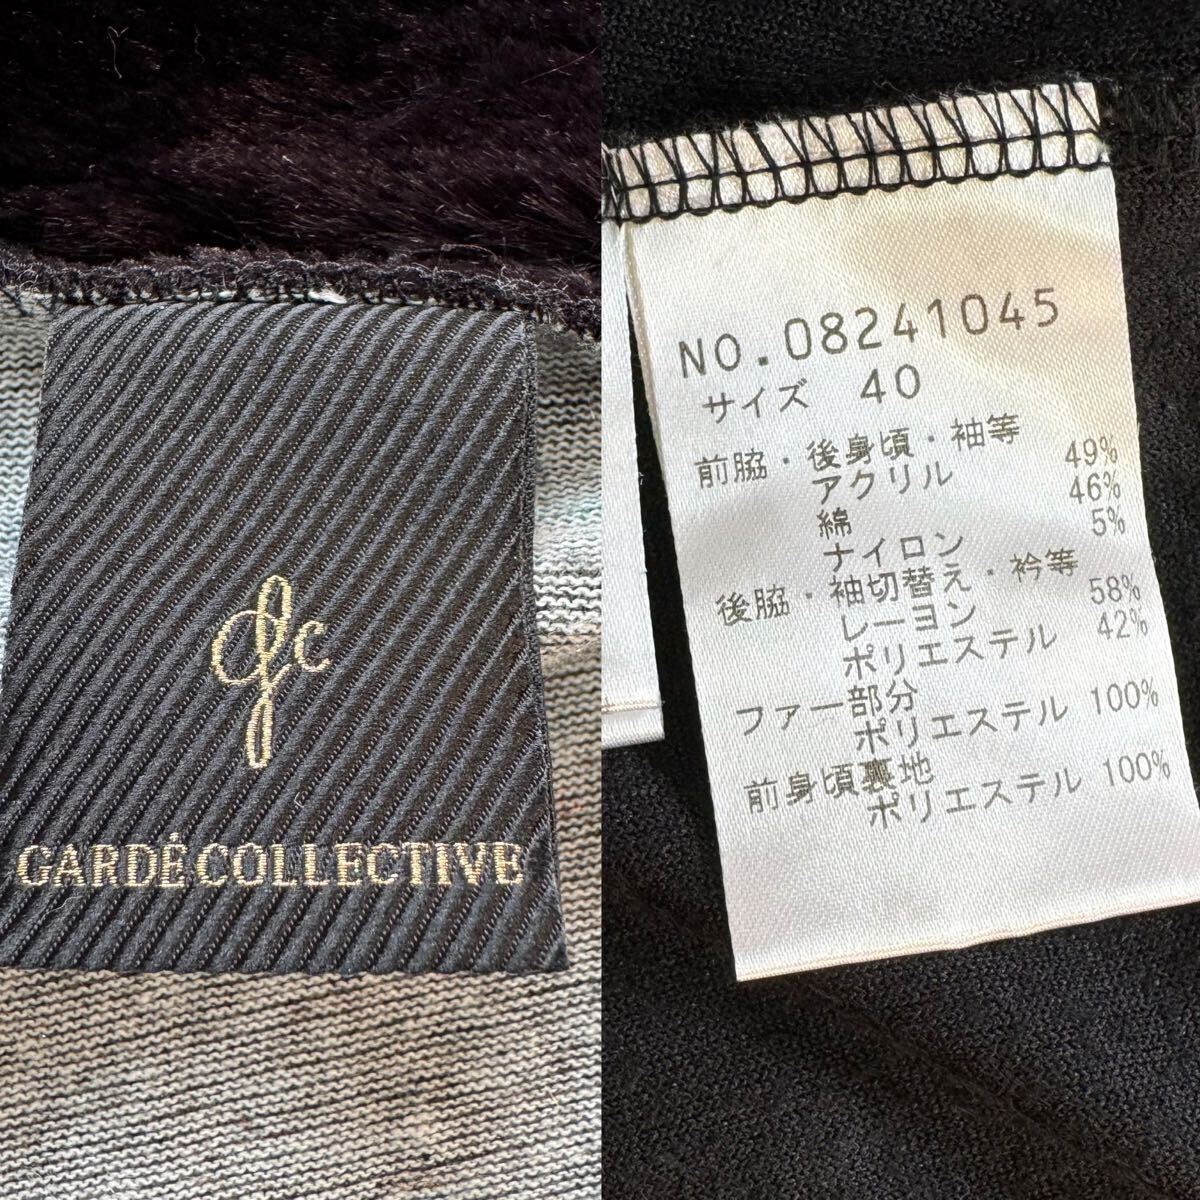 gc
GARDÉ COLLECTIVE
NO.08241045
サイズ 40
前脇・後身頃・袖等
アクリル 49%
綿 46%
ナイロン 5%
後脇・袖切替え・衿等
レーヨン 58%
ポリエステル 42%
ファー部分
ポリエステル 100%
前身頃裏地
ポリエステル 100%